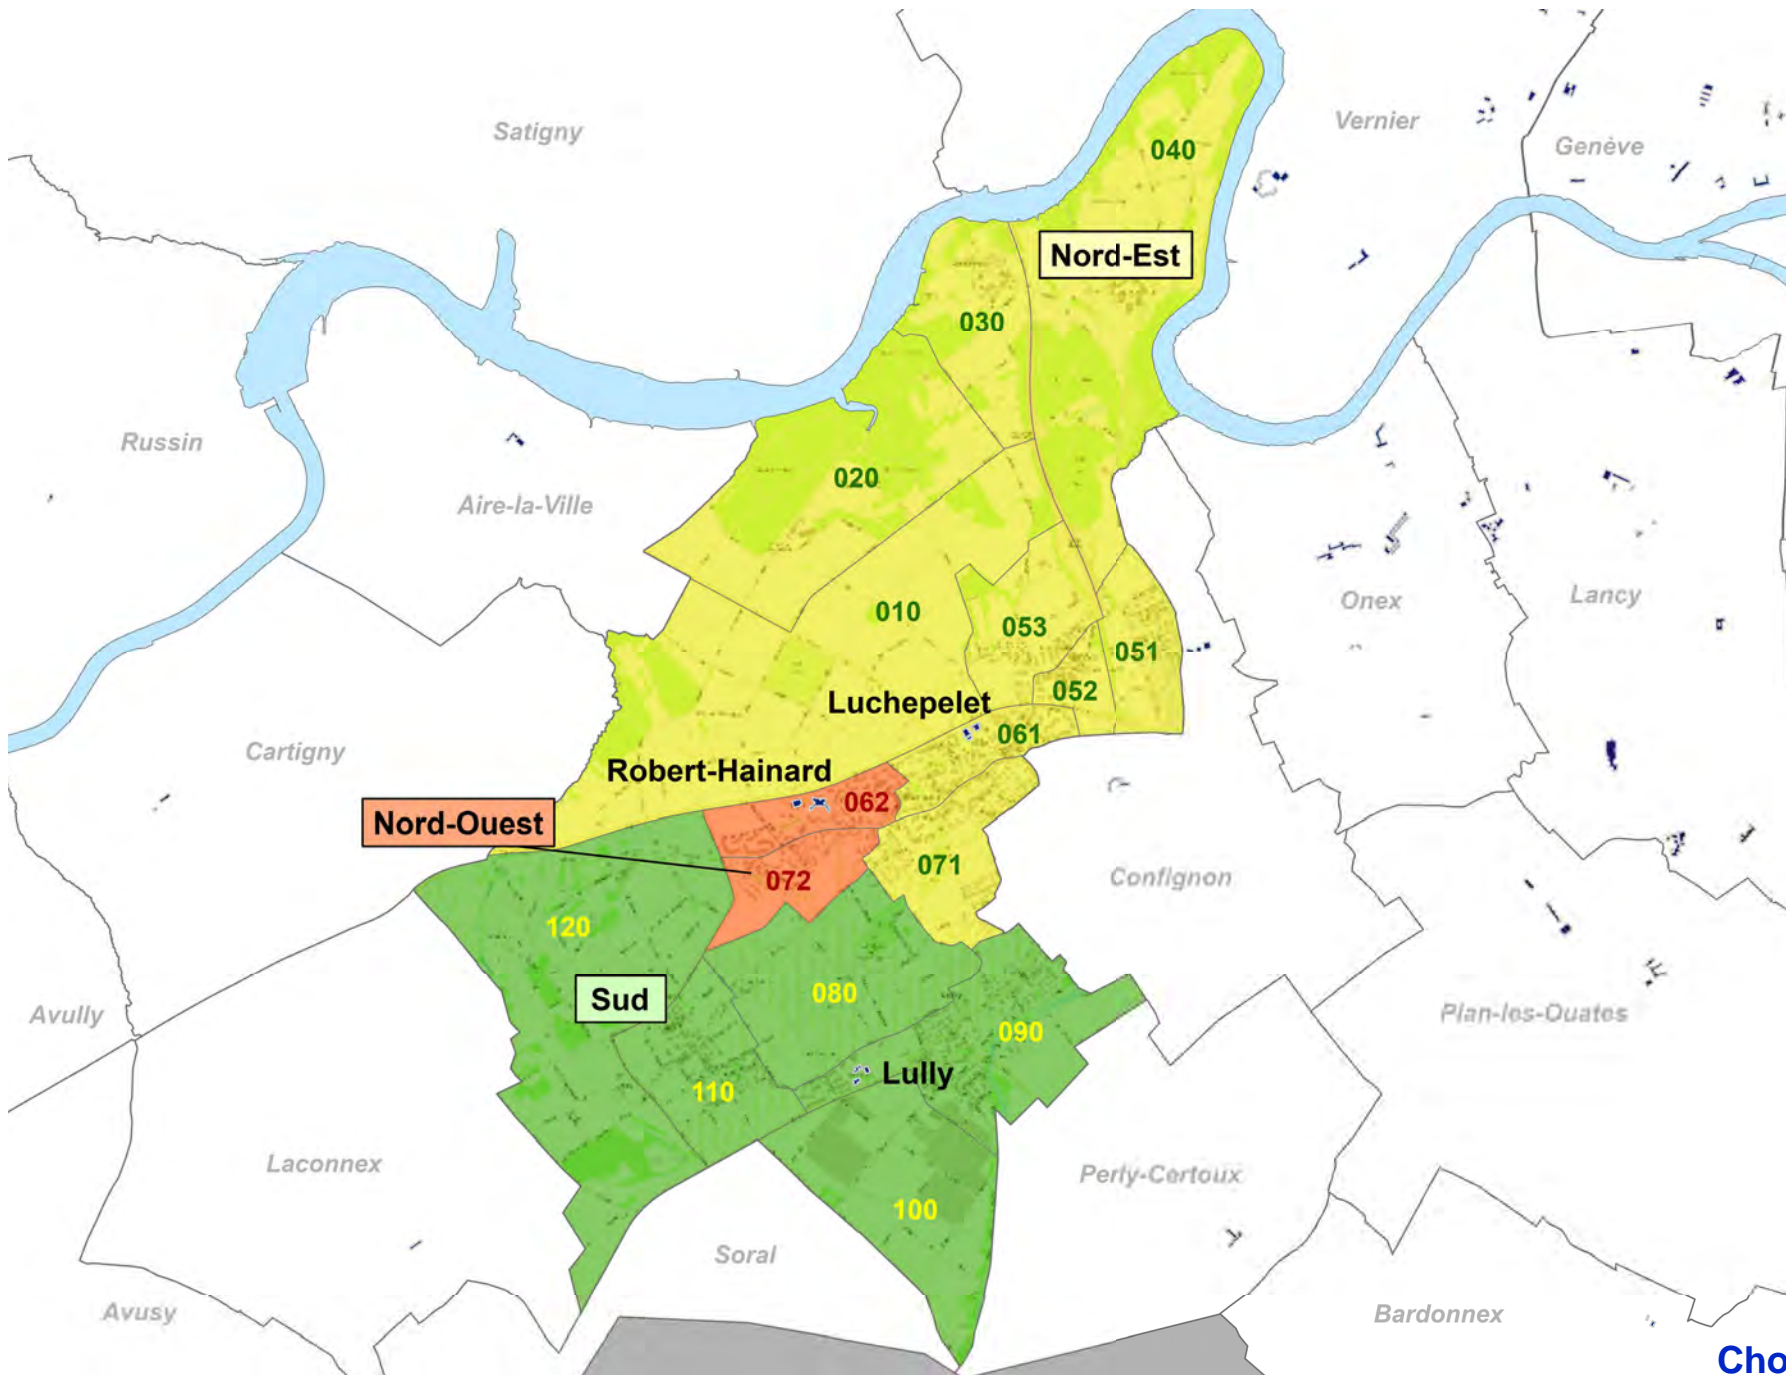 Satigny
Vernier
Genève
040
Nord-Est
030
Russin
020
Aire-la-Ville
010
053
051
Onex
Lancy
052
Luchepelet
061
Cartigny
Robert-Hainard
062
Nord-Ouest
071
072
Confignon
120
080
Sud
Avully
090
Plan-les-Ouates
Lully
110
Laconnex
Perly-Certoux
100
Soral
Avusy
Bardonnex
Cho